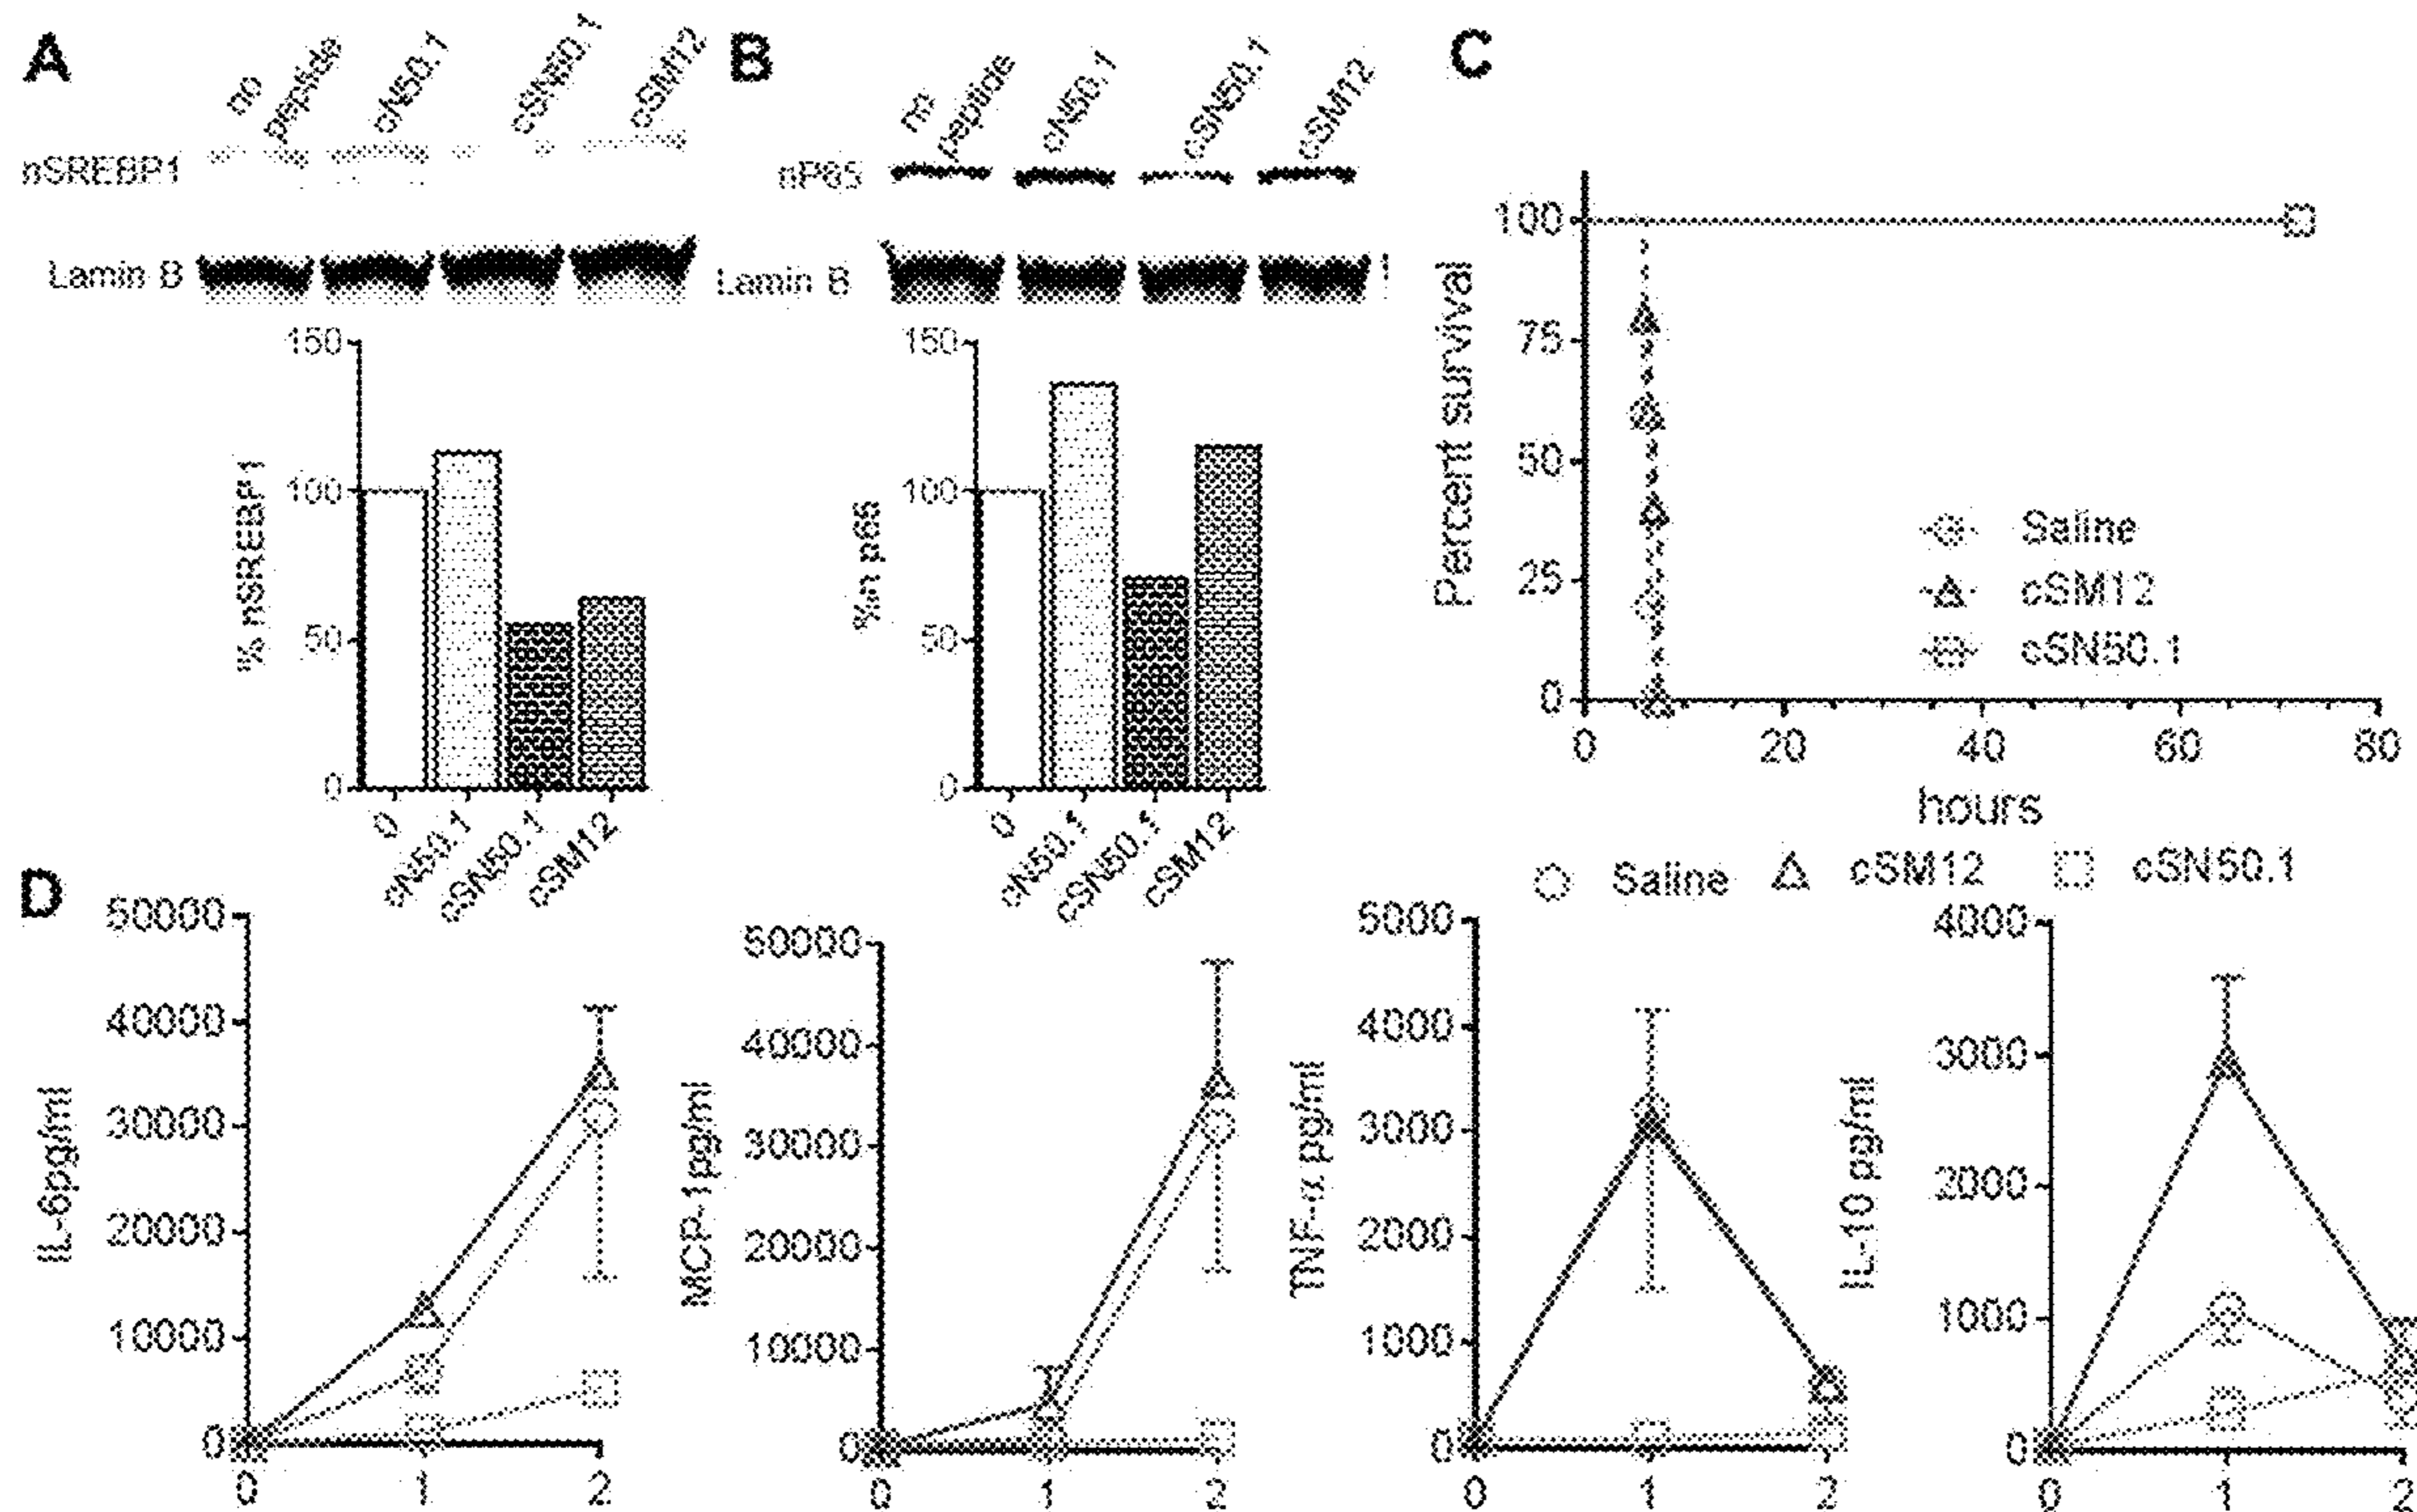 A
no peptide
cN50.1
cSN50.1
cSM12
nSREBP1
Lamin B
150
100
50
0
% nSREBP1
0
cN50.1
cSN50.1
cSM12
B
no peptide
cN50.1
cSN50.1
cSM12
nP65
Lamin B
150
100
50
0
%n p65
0
cN50.1
cSN50.1
cSM12
C
100
75
50
25
0
Percent survival
Saline
cSM12
cSN50.1
0 20 40 60 80
hours
D
Saline cSM12 cSN50.1
50000
40000
30000
20000
10000
0
IL-6pg/ml
0 1 2
50000
40000
30000
20000
10000
0
MCP-1pg/ml
0 1 2
5000
4000
3000
2000
1000
0
TNF-α pg/ml
0 1 2
4000
3000
2000
1000
0
IL-10 pg/ml
0 1 2